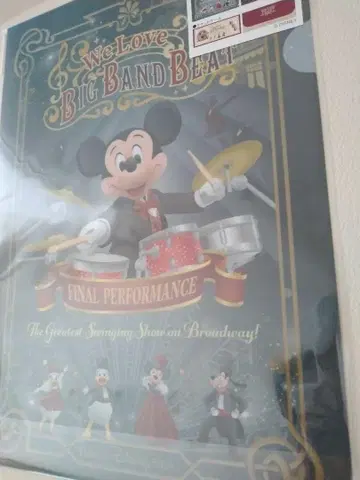 We Love
BIG BAND BEAT
FINAL PERFORMANCE
The Greatest Swinging Show on Broadway!